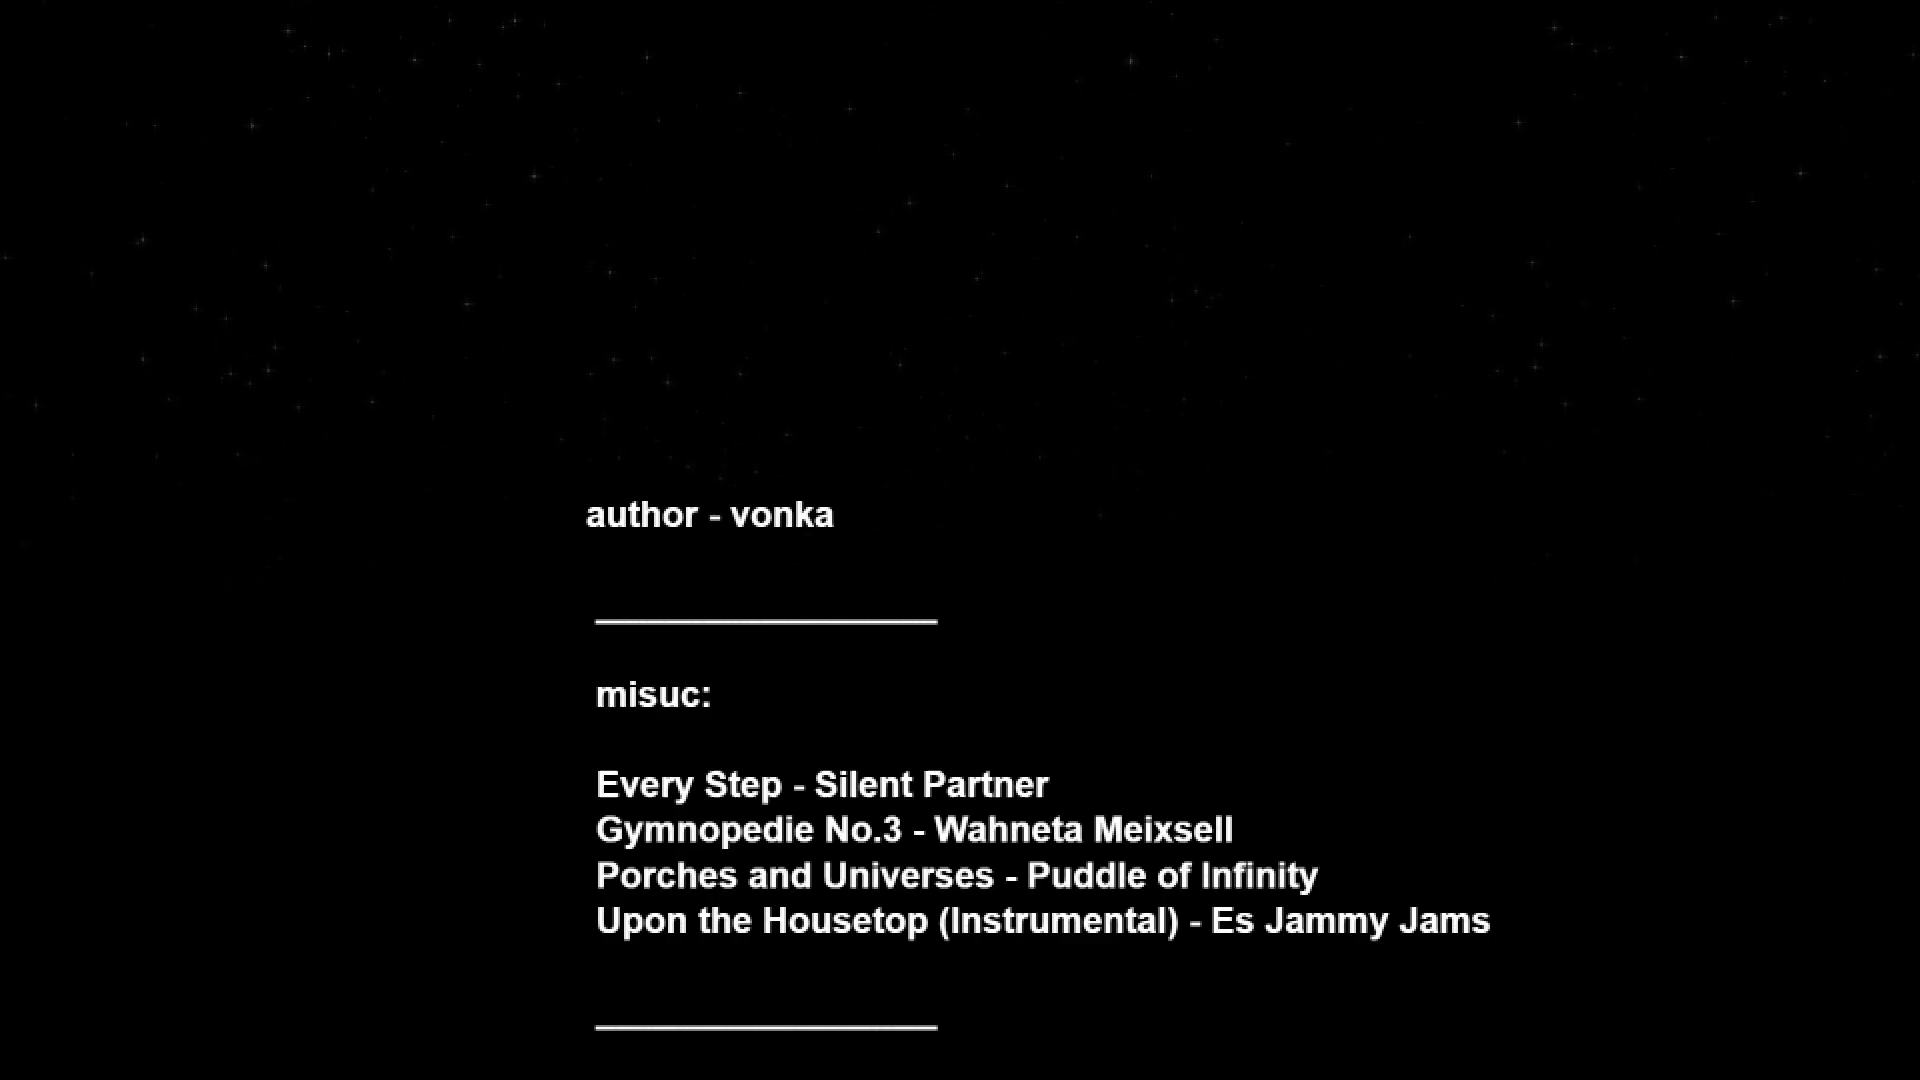 author - vonka
misuc:
Every Step - Silent Partner
Gymnopedie No.3 - Wahneta Meixsell
Porches and Universes - Puddle of Infinity
Upon the Housetop (Instrumental) - Es Jammy Jams